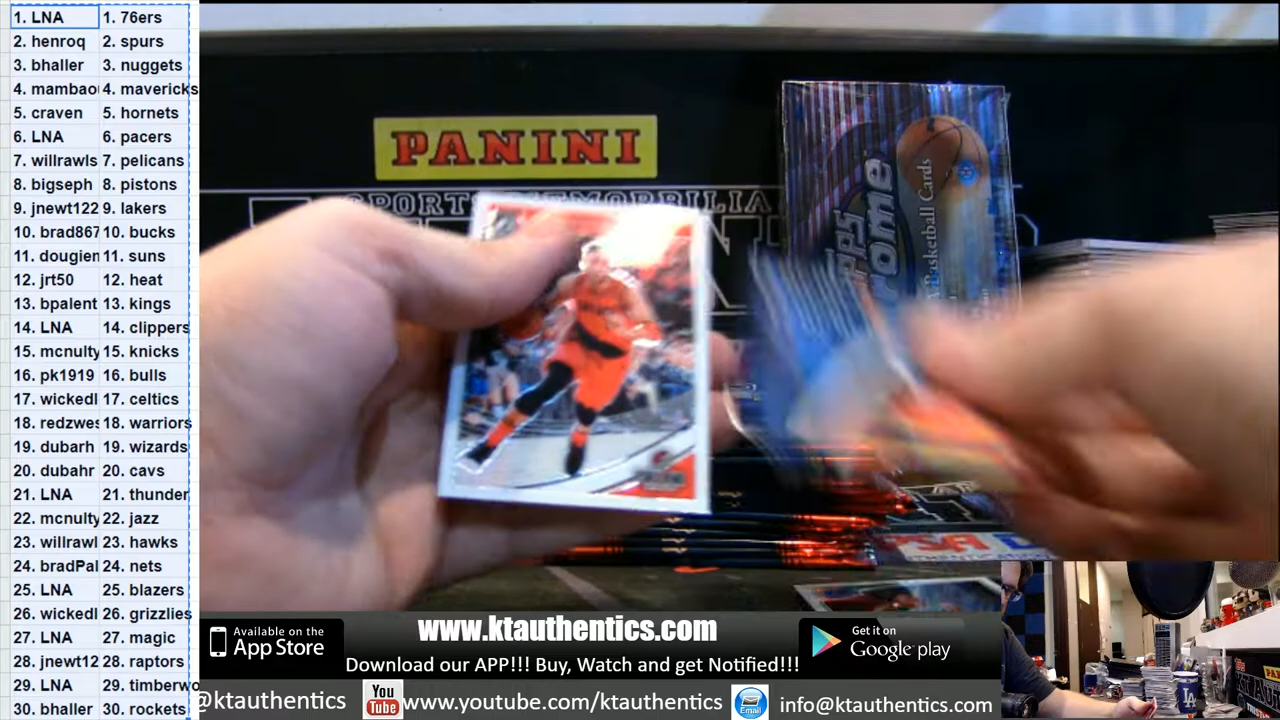 1. LNA 1. 76ers
2. henroq 2. spurs
3. bhaller 3. nuggets
4. mambao 4. mavericks
5. craven 5. hornets
6. LNA 6. pacers
7. willrawls 7. pelicans
8. bigseph 8. pistons
9. jnewt122 9. lakers
10. brad867 10. bucks
11. dougien 11. suns
12. jrt50 12. heat
13. bpalent 13. kings
14. LNA 14. clippers
15. mcnulty 15. knicks
16. pk1919 16. bulls
17. wickedl 17. celtics
18. redzwes 18. warriors
19. dubarh 19. wizards
20. dubahr 20. cavs
21. LNA 21. thunder
22. mcnulty 22. jazz
23. willrawl 23. hawks
24. bradPal 24. nets
25. LNA 25. blazers
26. wickedl 26. grizzlies
27. LNA 27. magic
28. jnewt12 28. raptors
29. LNA 29. timberwo
30. bhaller 30. rockets
PANINI
SPORTS MEMORABILIA
Basketball Cards
Available on the
App Store
www.ktauthentics.com
Download our APP!!! Buy, Watch and get Notified!!!
Get it on
Google play
@ktauthentics
You
Tube
www.youtube.com/ktauthentics
Email
info@ktauthentics.com
LA